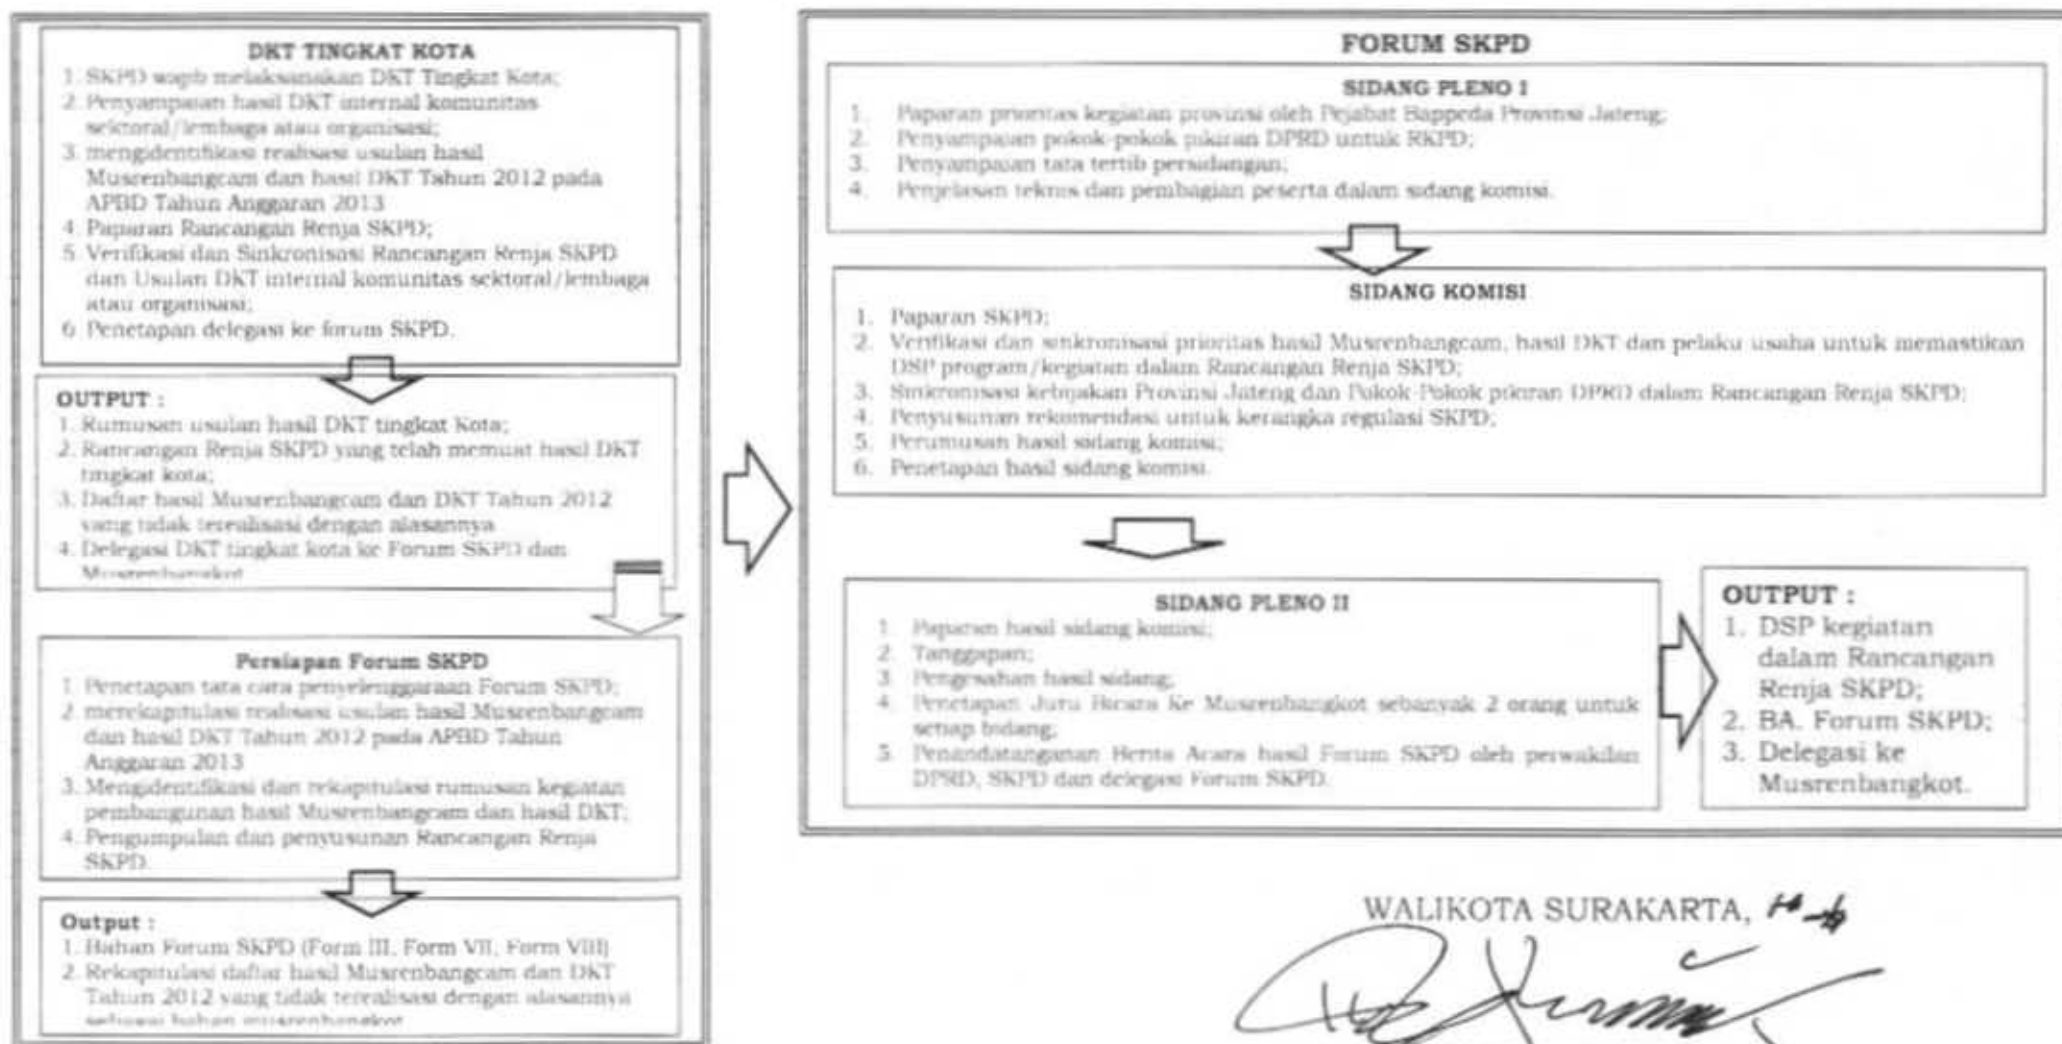 DKT TINGKAT KOTA
1. SKPD wajib melaksanakan DKT Tingkat Kota;
2. Penyampaian hasil DKT internal komunitas
sektoral/lembaga atau organisasi;
3. mengidentifikasi realisasi usulan hasil
Musrenbangcam dan hasil DKT Tahun 2012 pada
APBD Tahun Anggaran 2013
4. Paparan Rancangan Renja SKPD;
5. Verifikasi dan Sinkronisasi Rancangan Renja SKPD
dan Usulan DKT internal komunitas sektoral/lembaga
atau organisasi;
6. Penetapan delegasi ke forum SKPD.
OUTPUT :
1. Rumusan usulan hasil DKT tingkat Kota;
2. Rancangan Renja SKPD yang telah memuat hasil DKT
tingkat kota;
3. Daftar hasil Musrenbangcam dan DKT Tahun 2012
yang tidak terealisasi dengan alasannya
4. Delegasi DKT tingkat kota ke Forum SKPD dan
Musrenbangkot
Persiapan Forum SKPD
1. Penetapan tata cara penyelenggaraan Forum SKPD;
2. merekapitulasi realisasi usulan hasil Musrenbangcam
dan hasil DKT Tahun 2012 pada APBD Tahun
Anggaran 2013
3. Mengidentifikasi dan rekapitulasi rumusan kegiatan
pembangunan hasil Musrenbangcam dan hasil DKT;
4. Pengumpulan dan penyusunan Rancangan Renja
SKPD.
Output :
1. Bahan Forum SKPD (Form III, Form VII, Form VIII)
2. Rekapitulasi daftar hasil Musrenbangcam dan DKT
Tahun 2012 yang tidak terealisasi dengan alasannya
sebagai bahan musrenbangkot
FORUM SKPD
SIDANG PLENO I
1. Paparan prioritas kegiatan provinsi oleh Pejabat Bappeda Provinsi Jateng;
2. Penyampaian pokok-pokok pikiran DPRD untuk RKPD;
3. Penyampaian tata tertib persidangan;
4. Penjelasan teknis dan pembagian peserta dalam sidang komisi.
SIDANG KOMISI
1. Paparan SKPD;
2. Verifikasi dan sinkronisasi prioritas hasil Musrenbangcam, hasil DKT dan pelaku usaha untuk memastikan
DSP program/kegiatan dalam Rancangan Renja SKPD;
3. Sinkronisasi kebijakan Provinsi Jateng dan Pokok-Pokok pikiran DPRD dalam Rancangan Renja SKPD;
4. Penyusunan rekomendasi untuk kerangka regulasi SKPD;
5. Perumusan hasil sidang komisi;
6. Penetapan hasil sidang komisi.
SIDANG PLENO II
1. Paparan hasil sidang komisi;
2. Tanggapan;
3. Pengesahan hasil sidang;
4. Penetapan Juru Bicara Ke Musrenbangkot sebanyak 2 orang untuk
setiap bidang;
5. Penandatanganan Berita Acara hasil Forum SKPD oleh perwakilan
DPRD, SKPD dan delegasi Forum SKPD.
OUTPUT :
1. DSP kegiatan
dalam Rancangan
Renja SKPD;
2. BA. Forum SKPD;
3. Delegasi ke
Musrenbangkot.
WALIKOTA SURAKARTA,